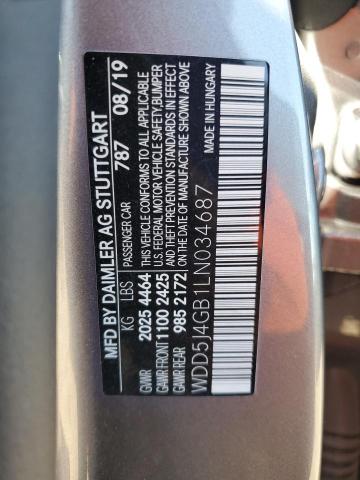 MFD BY DAIMLER AG STUTTGART
PASSENGER CAR 787 08/19
KG LBS
GVWR 2025 4464
GAWR FRONT 1100 2425
GAWR REAR 985 2172
THIS VEHICLE CONFORMS TO ALL APPLICABLE
U.S. FEDERAL MOTOR VEHICLE SAFETY, BUMPER
AND THEFT PREVENTION STANDARDS IN EFFECT
ON THE DATE OF MANUFACTURE SHOWN ABOVE
WDD5J4GB1LN034687
MADE IN HUNGARY